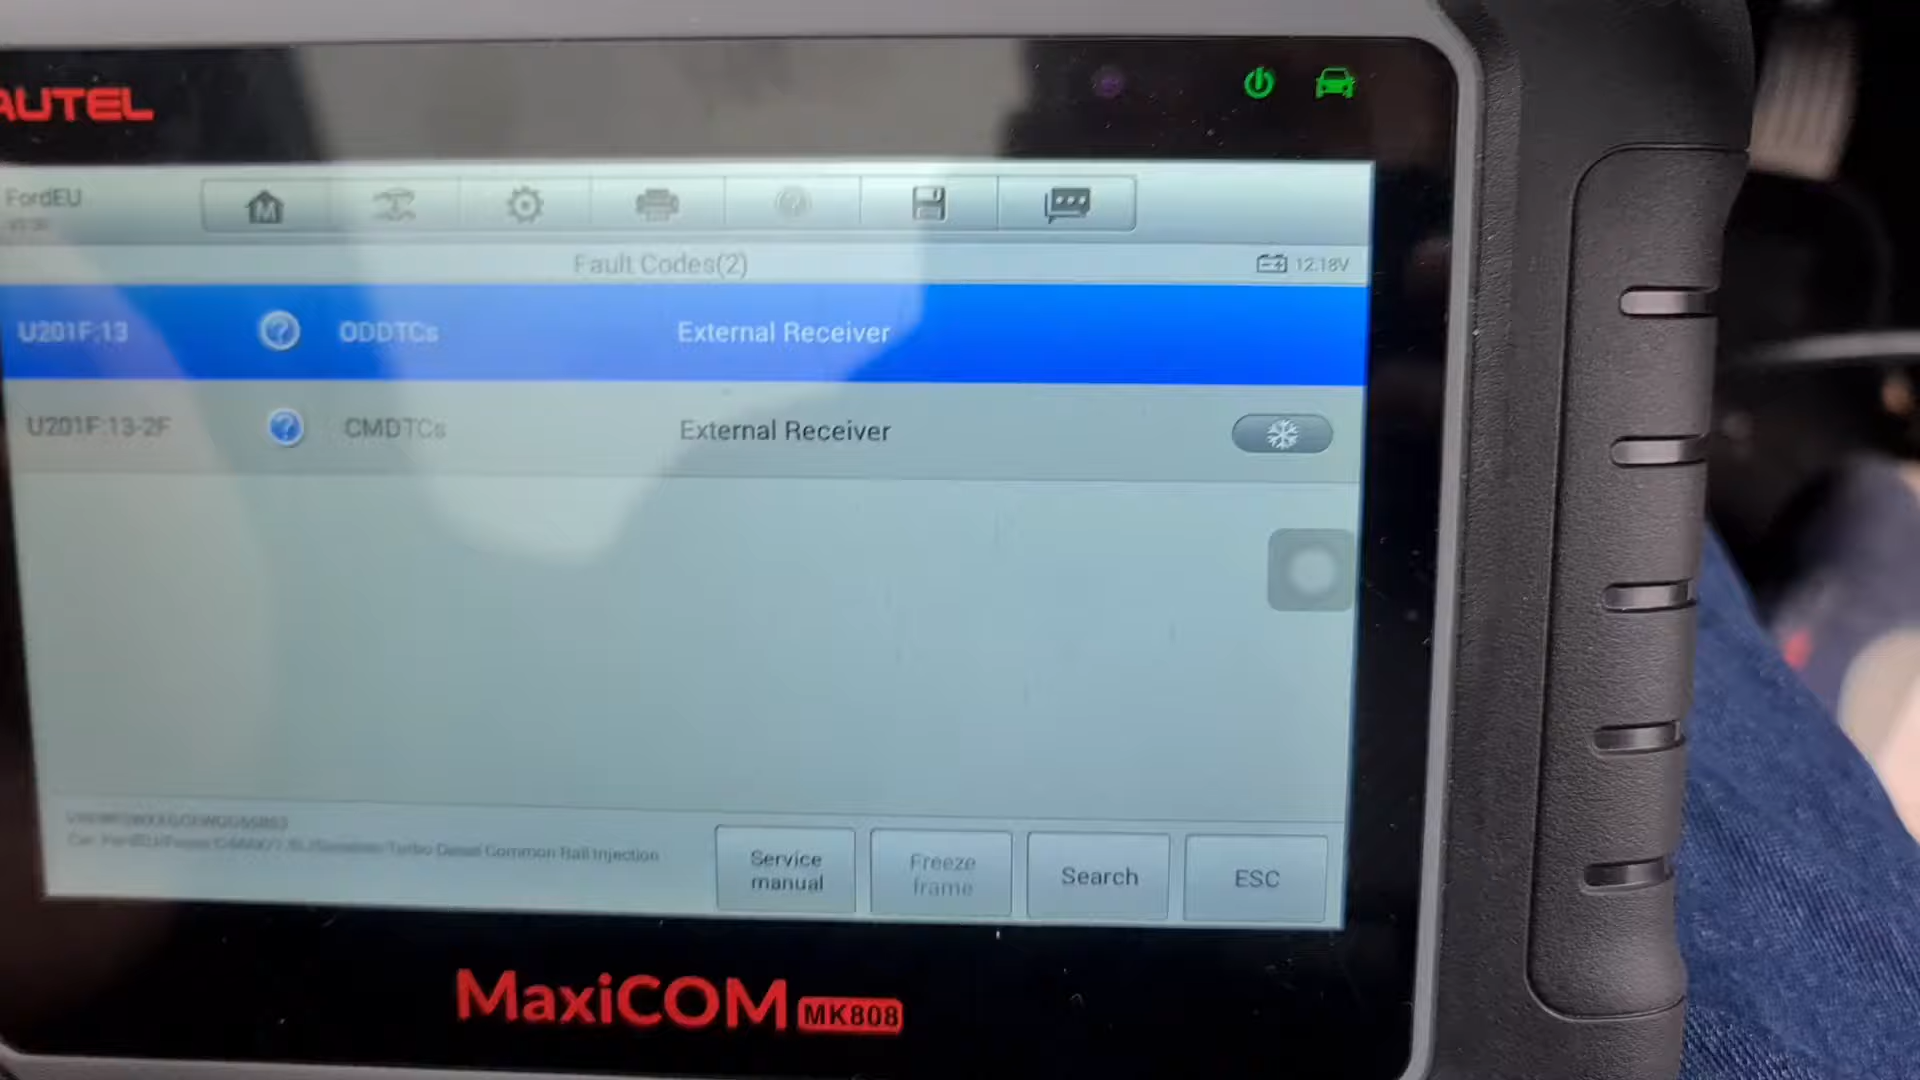 AUTEL
FordEU
Fault Codes(2)
12.18V
U201F:13 ODDTCs External Receiver
U201F:13-2F CMDTCs External Receiver
Turbo Diesel Common Rail Injection
Service manual
Freeze frame
Search
ESC
MaxiCOM MK808